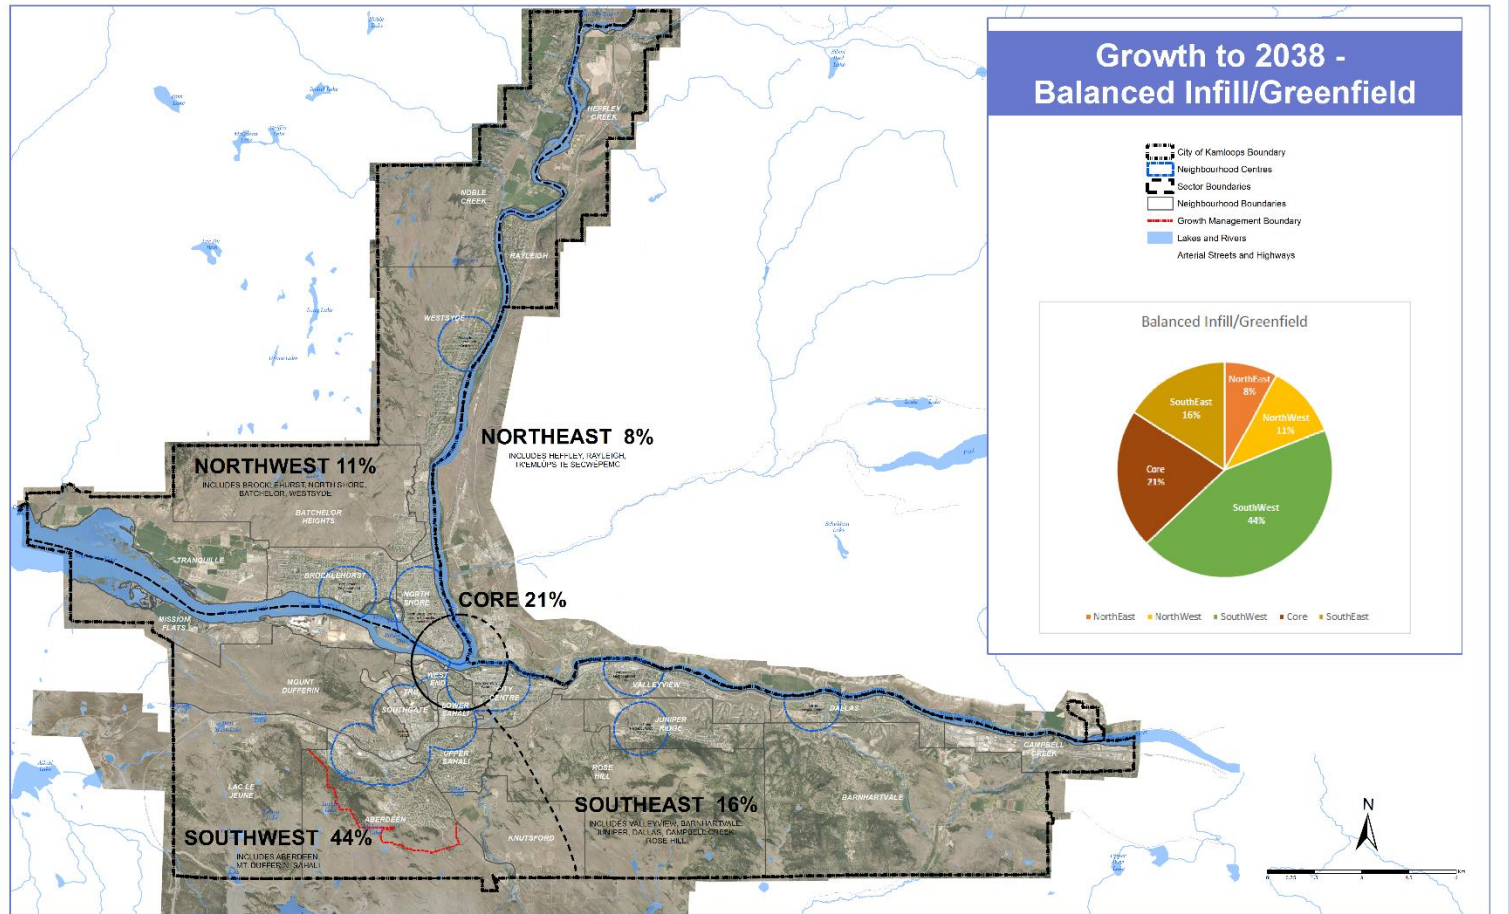 Growth to 2038 -
Balanced Infill/Greenfield
City of Kamloops Boundary
Neighbourhood Centres
Sector Boundaries
Neighbourhood Boundaries
Growth Management Boundary
Lakes and Rivers
Arterial Streets and Highways
Balanced Infill/Greenfield
NorthEast
8%
NorthWest
11%
SouthEast
16%
Core
21%
SouthWest
44%
NorthEast NorthWest SouthWest Core SouthEast
HEFFLEY
CREEK
NOBLE
CREEK
RAYLEIGH
WESTSYDE
NORTHEAST 8%
INCLUDES HEFFLEY, RAYLEIGH,
TK'EMLUPS TE SECWEPEMC
NORTHWEST 11%
INCLUDES BROCKLEHURST, NORTH SHORE,
BATCHELOR, WESTSYDE
BATCHELOR
HEIGHTS
TRANQUILLE
BROCKLEHURST
NORTH
SHORE
CORE 21%
MISSION
FLATS
MOUNT
DUFFERIN
WEST
END
TRU
CITY
CENTRE
SOUTHGATE
LOWER
SAHALI
UPPER
SAHALI
VALLEYVIEW
JUNIPER
RIDGE
DALLAS
CAMPBELL
CREEK
ROSE
HILL
BARNHARTVALE
LAC LE
JEUNE
ABERDEEN
KNUTSFORD
SOUTHEAST 16%
INCLUDES VALLEYVIEW, BARNHARTVALE,
JUNIPER, DALLAS, CAMPBELL CREEK,
ROSE HILL
SOUTHWEST 44%
INCLUDES ABERDEEN,
MT. DUFFERIN, SAHALI
N